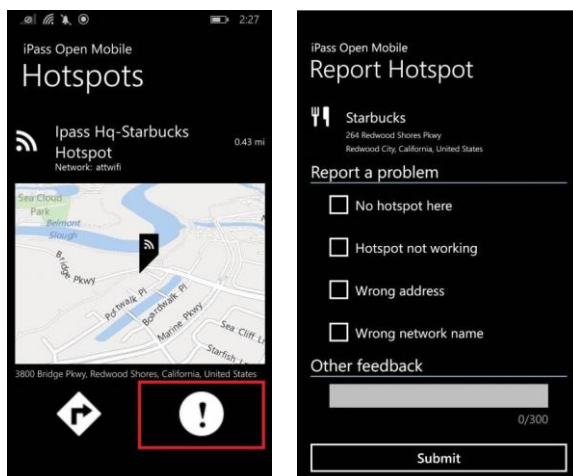 2:27
iPass Open Mobile
Hotspots
Ipass Hq-Starbucks
Hotspot
0.43 mi
Network: attwifi
Sea Cloud
Park
Belmont
Slough
Bridge Pkwy
Portwalk Pl
Boardwalk Pl
Marine Pkwy
Sea Cliff
Starfish
3800 Bridge Pkwy, Redwood Shores, California, United States
iPass Open Mobile
Report Hotspot
Starbucks
264 Redwood Shores Pkwy
Redwood City, California, United States
Report a problem
No hotspot here
Hotspot not working
Wrong address
Wrong network name
Other feedback
0/300
Submit